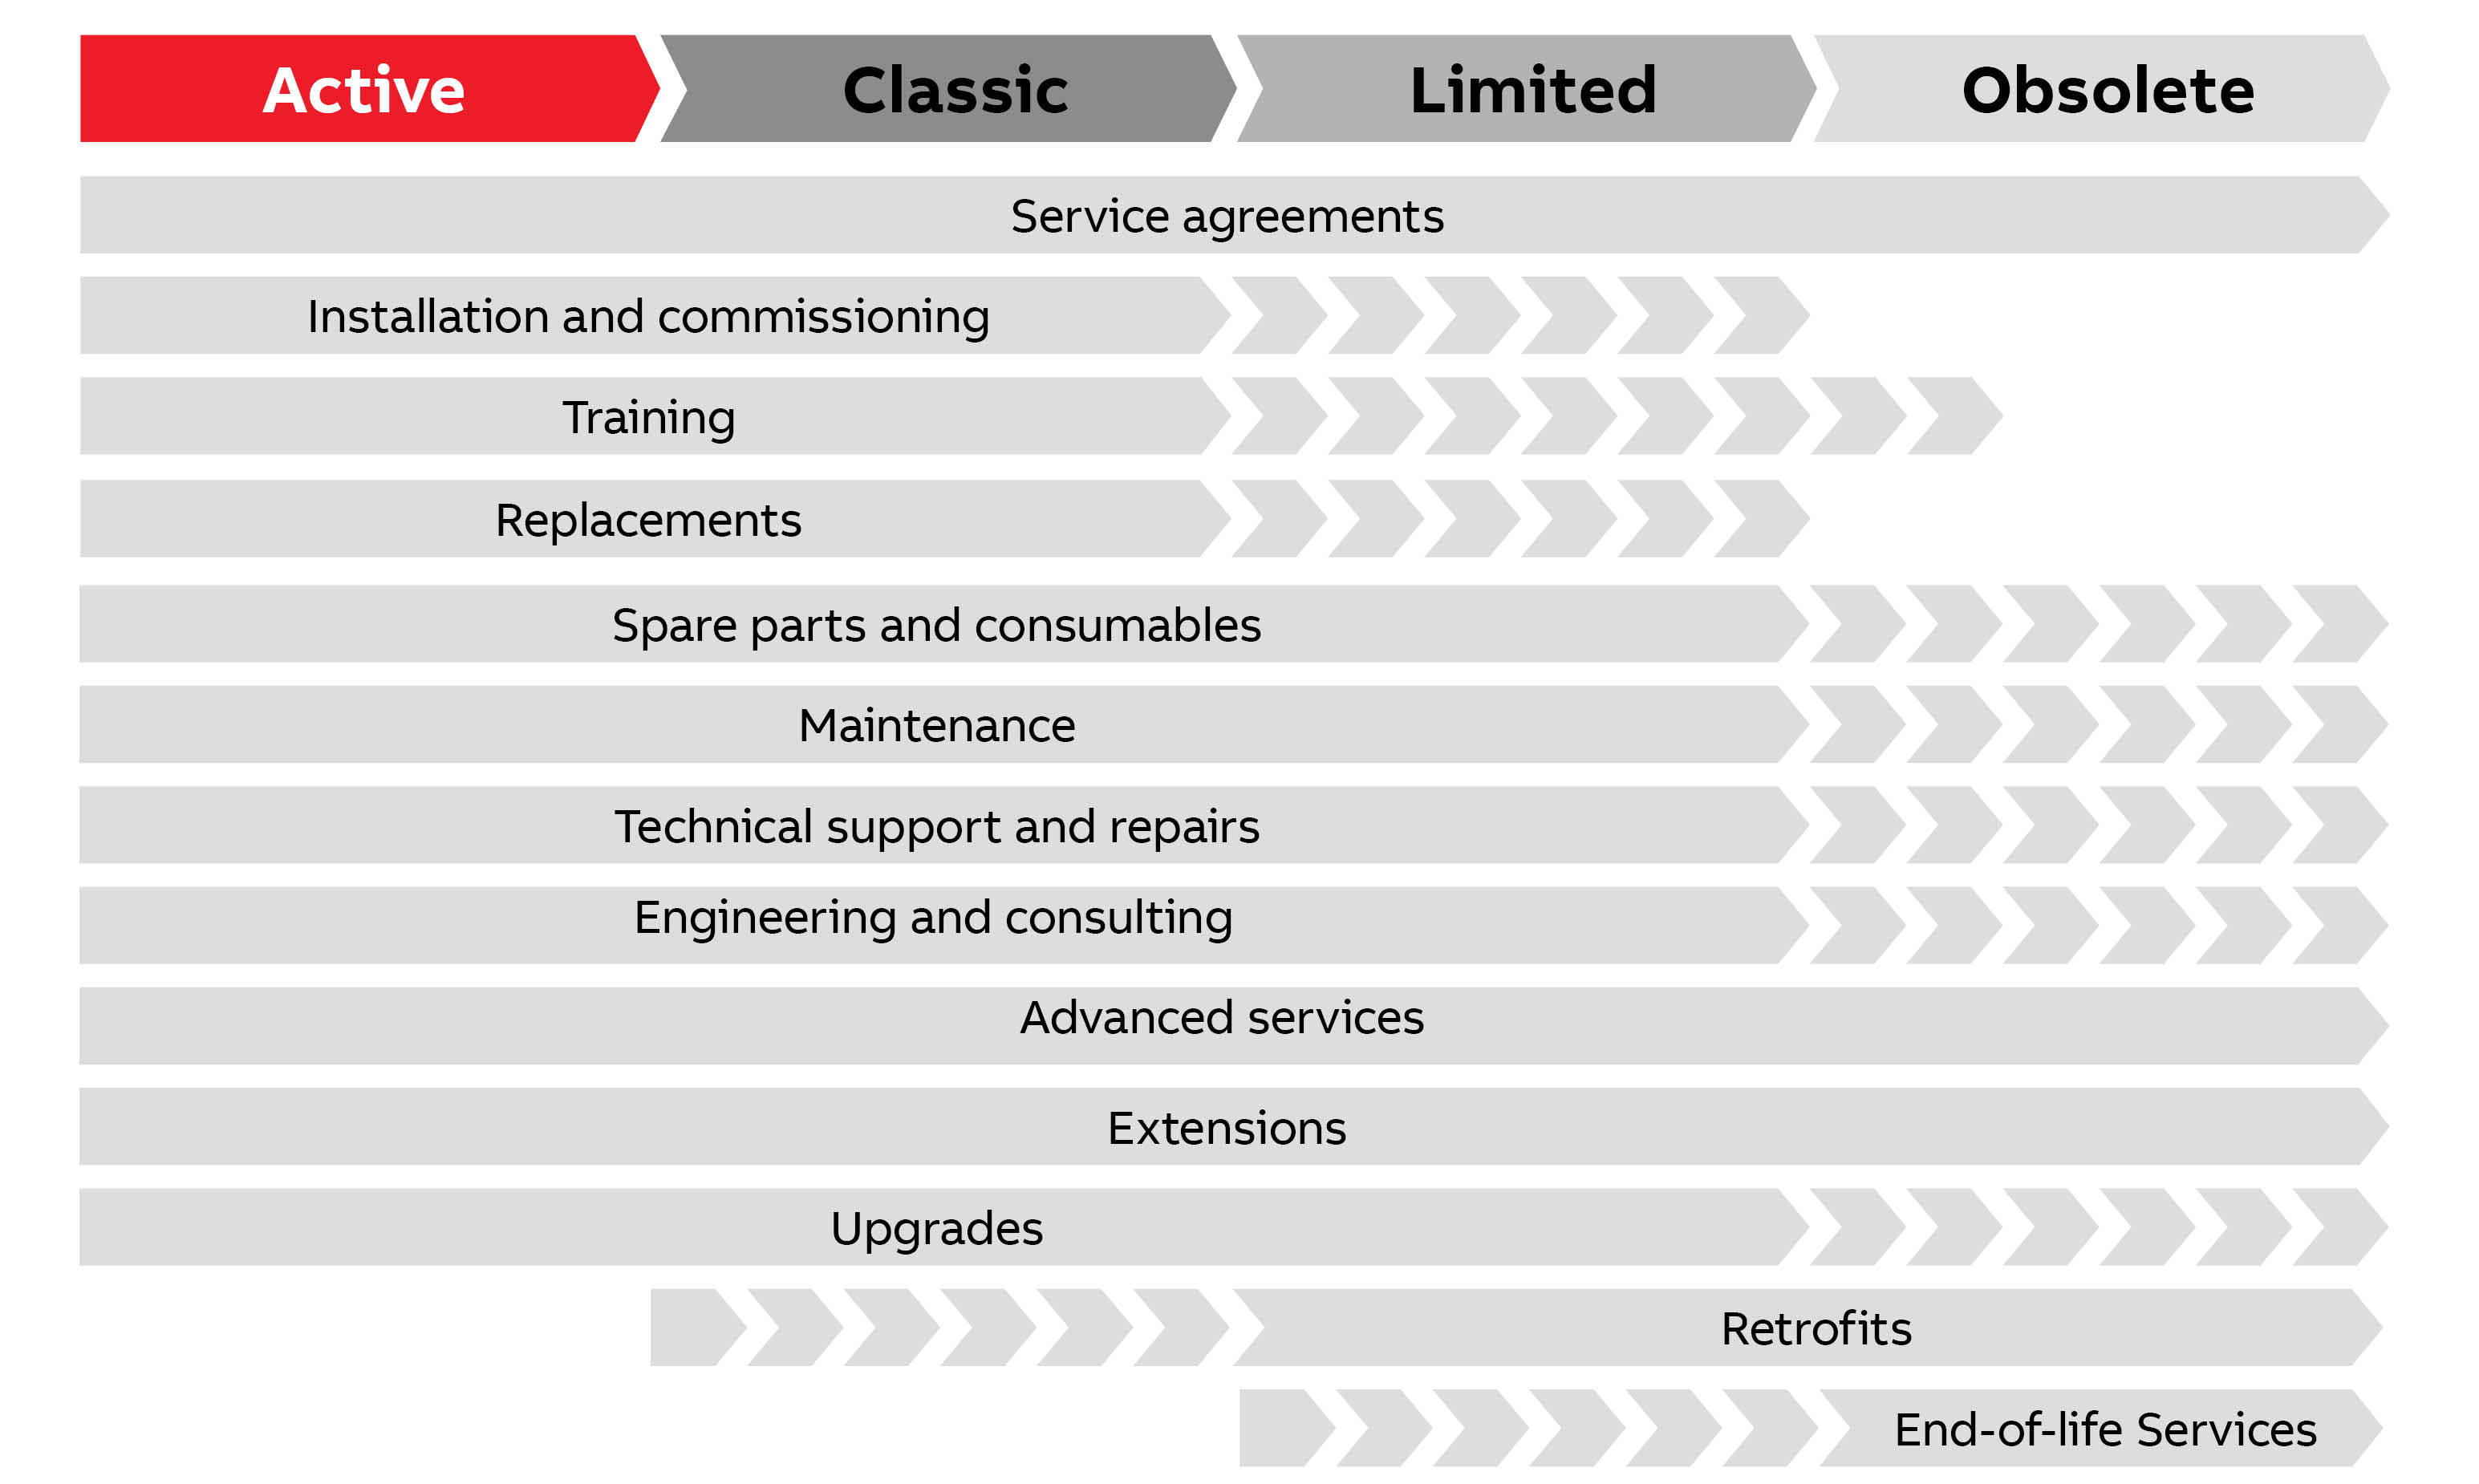 Active
Classic
Limited
Obsolete
Service agreements
Installation and commissioning
Training
Replacements
Spare parts and consumables
Maintenance
Technical support and repairs
Engineering and consulting
Advanced services
Extensions
Upgrades
Retrofits
End-of-life Services